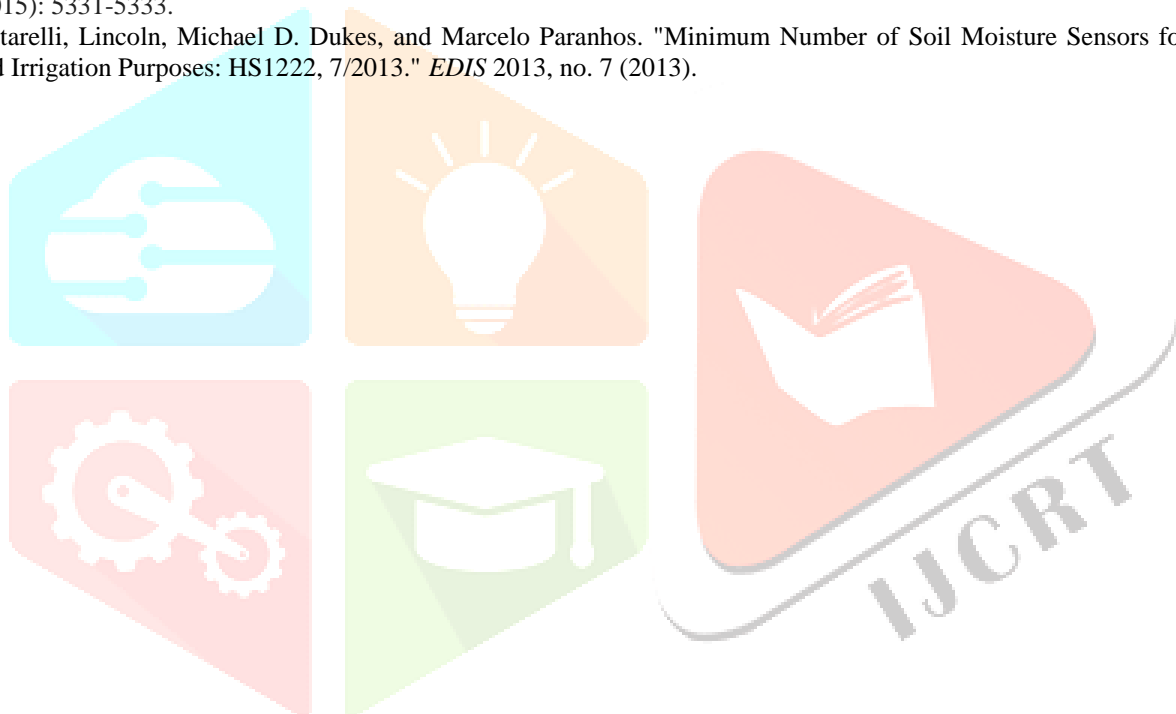 015): 5331-5333.
tarelli, Lincoln, Michael D. Dukes, and Marcelo Paranhos. "Minimum Number of Soil Moisture Sensors fo
d Irrigation Purposes: HS1222, 7/2013." EDIS 2013, no. 7 (2013).
IJCRT